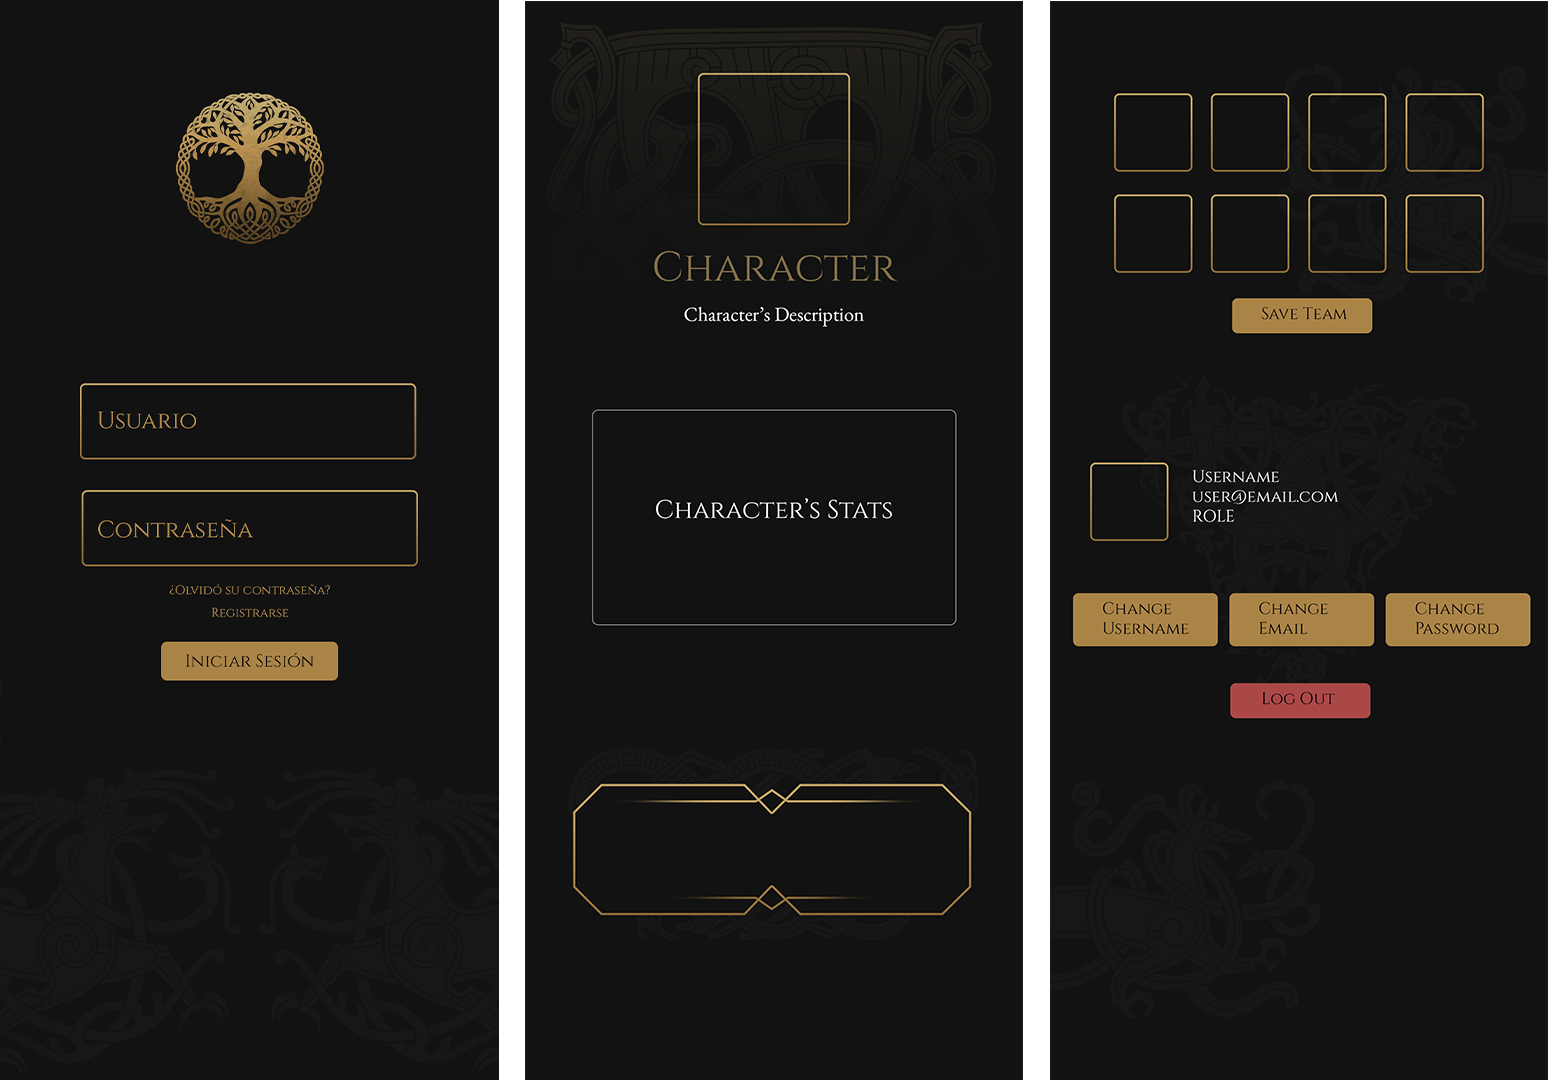 Usuario
Contraseña
¿Olvidó su contraseña?
Registrarse
Iniciar Sesión
Character
Character’s Description
Character’s Stats
Save Team
Username
user@email.com
ROLE
Change
Username
Change
Email
Change
Password
Log Out